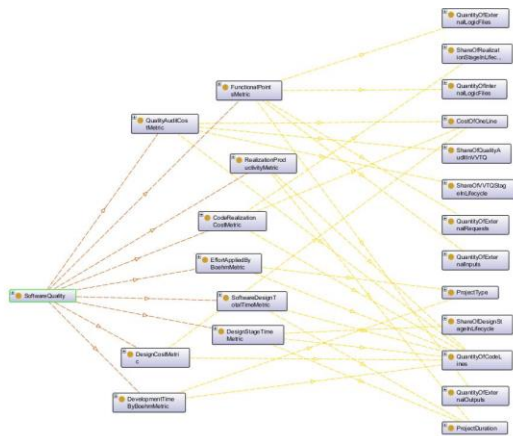 QuantityOfExter
nalLogicFiles
ShareOfRealizat
ionStageInLifec...
FunctionalPoint
sMetric
QuantityOfInter
nalLogicFiles
QualityAuditCos
tMetric
CostOfOneLine
ShareOfQualityA
uditInVVTQ
RealizationProd
uctivityMetric
ShareOfVVTQStag
eInLifecycle
CodeRealization
CostMetric
QuantityOfExter
nalRequests
EffortAppliedBy
BoehmMetric
QuantityOfExter
nalInputs
SoftwareQuality
SoftwareDesignT
otalTimeMetric
ProjectType
DesignStageTime
Metric
ShareOfDesignSt
ageInLifecycle
DesignCostMetri
c
QuantityOfCodeL
ines
DevelopmentTime
ByBoehmMetric
QuantityOfExter
nalOutputs
ProjectDuration